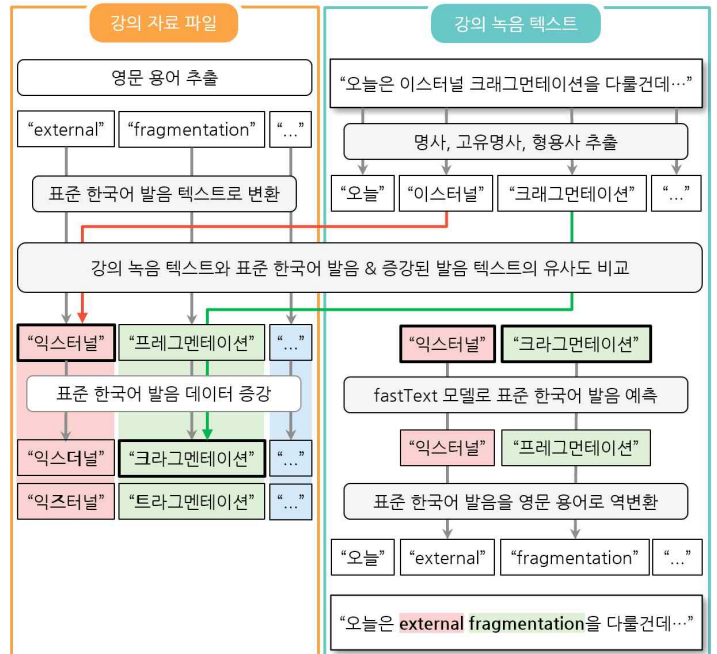 강의 자료 파일
영문 용어 추출
“external” “fragmentation” “...”
표준 한국어 발음 텍스트로 변환
강의 녹음 텍스트
“오늘은 이스터널 크래그먼테이션을 다룰건데…”
명사, 고유명사, 형용사 추출
“오늘” “이스터널” “크래그먼테이션” “...”
강의 녹음 텍스트와 표준 한국어 발음 & 증강된 발음 텍스트의 유사도 비교
“익스터널” “프레그멘테이션” “...”
표준 한국어 발음 데이터 증강
“익스더널” “크라그멘테이션” “...”
“익즈터널” “트라그멘테이션” “...”
“익스터널” “크라그먼테이션”
fastText 모델로 표준 한국어 발음 예측
“익스터널” “프레그먼테이션”
표준 한국어 발음을 영문 용어로 역변환
“오늘” “external” “fragmentation” “...”
“오늘은 external fragmentation을 다룰건데…”